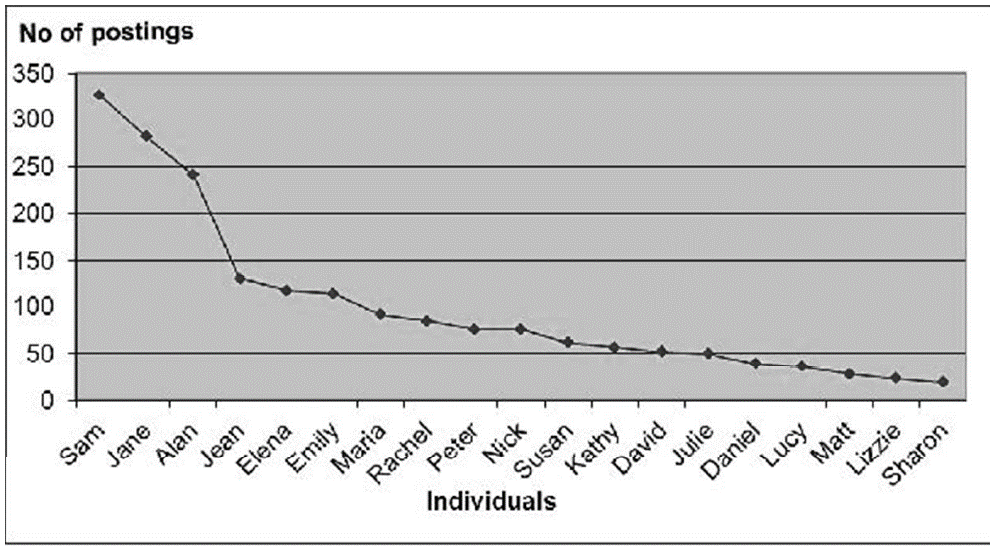 No of postings
350
300
250
200
150
100
50
0
Sam
Jane
Alan
Jean
Elena
Emily
Maria
Rachel
Peter
Nick
Susan
Kathy
David
Julie
Daniel
Lucy
Matt
Lizzie
Sharon
Individuals